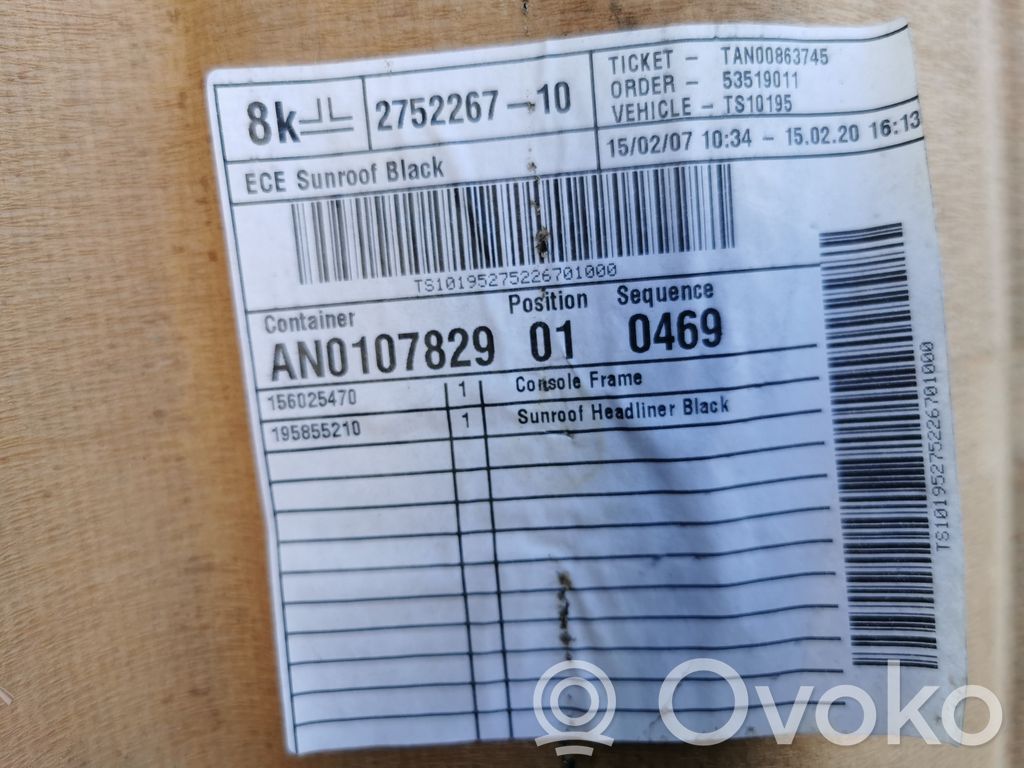 8k
2752267-10
TICKET - TAN00863745
ORDER - 53519011
VEHICLE - TS10195
15/02/07 10:34 - 15.02.20 16:13
ECE Sunroof Black
TS10195275226701000
Container Position Sequence
AN0107829 01 0469
156025470 1 Console Frame
195855210 1 Sunroof Headliner Black
TS10195275226701000
Ovoko